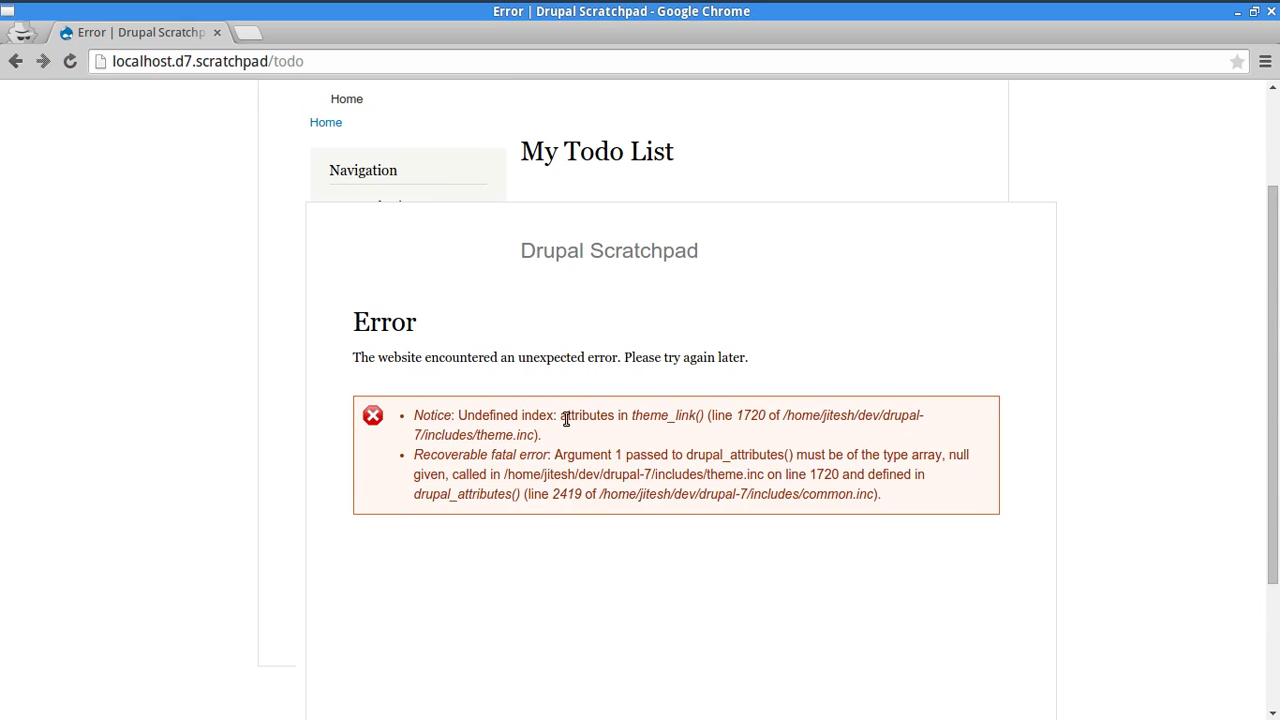 Error | Drupal Scratchpad - Google Chrome
Error | Drupal Scratchp
localhost.d7.scratchpad/todo
Home
Home
My Todo List
Navigation
Drupal Scratchpad
Error
The website encountered an unexpected error. Please try again later.
Notice: Undefined index: attributes in theme_link() (line 1720 of /home/jitesh/dev/drupal-
7/includes/theme.inc).
Recoverable fatal error: Argument 1 passed to drupal_attributes() must be of the type array, null
given, called in /home/jitesh/dev/drupal-7/includes/theme.inc on line 1720 and defined in
drupal_attributes() (line 2419 of /home/jitesh/dev/drupal-7/includes/common.inc).